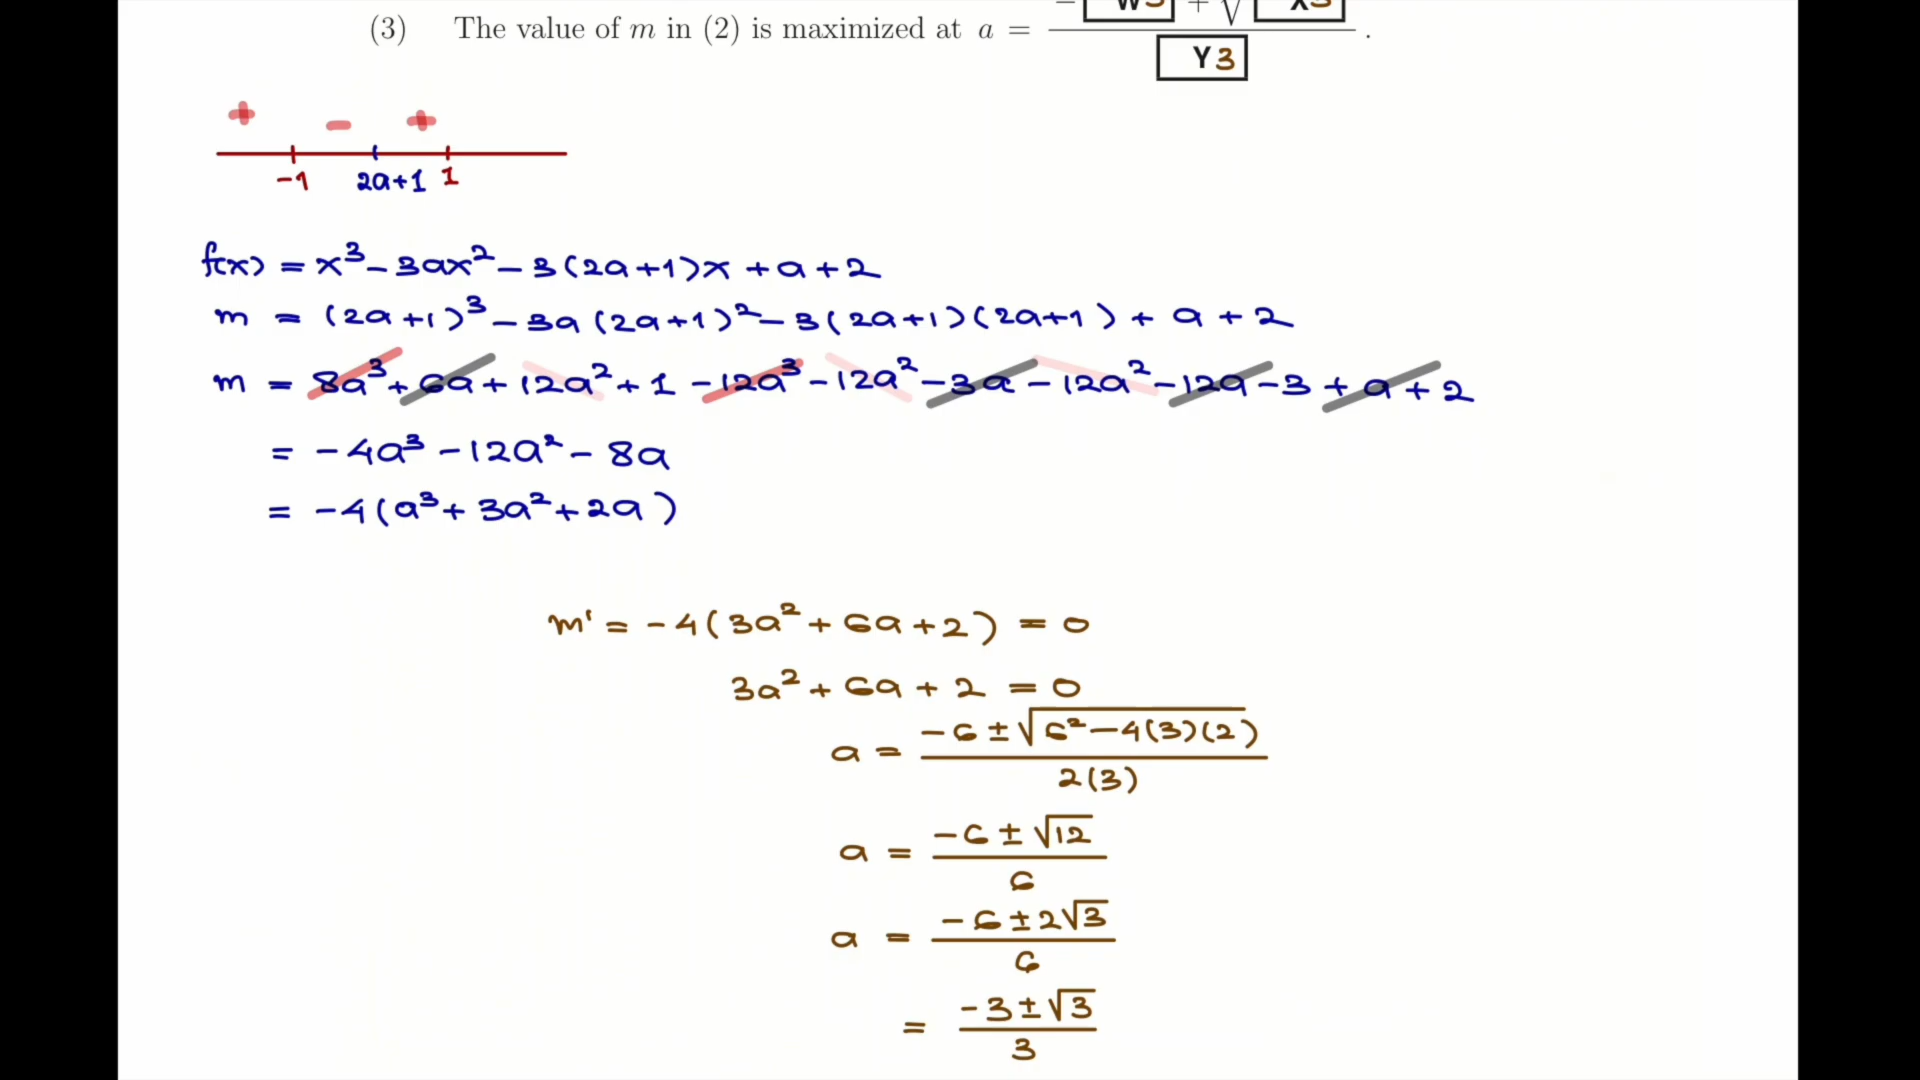 (3) The value of m in (2) is maximized at a = (− W3 + √ X3) / Y 3 .
+ − +
−1 2a+1 1
f(x) = x³ − 3ax² − 3(2a+1)x + a + 2
m = (2a+1)³ − 3a(2a+1)² − 3(2a+1)(2a+1) + a + 2
m = 8a³ + 6a + 12a² + 1 − 12a³ − 12a² − 3a − 12a² − 12a − 3 + a + 2
= −4a³ − 12a² − 8a
= −4(a³ + 3a² + 2a)
m' = −4(3a² + 6a + 2) = 0
3a² + 6a + 2 = 0
a = (−6 ± √(6² − 4(3)(2))) / 2(3)
a = (−6 ± √12) / 6
a = (−6 ± 2√3) / 6
= (−3 ± √3) / 3